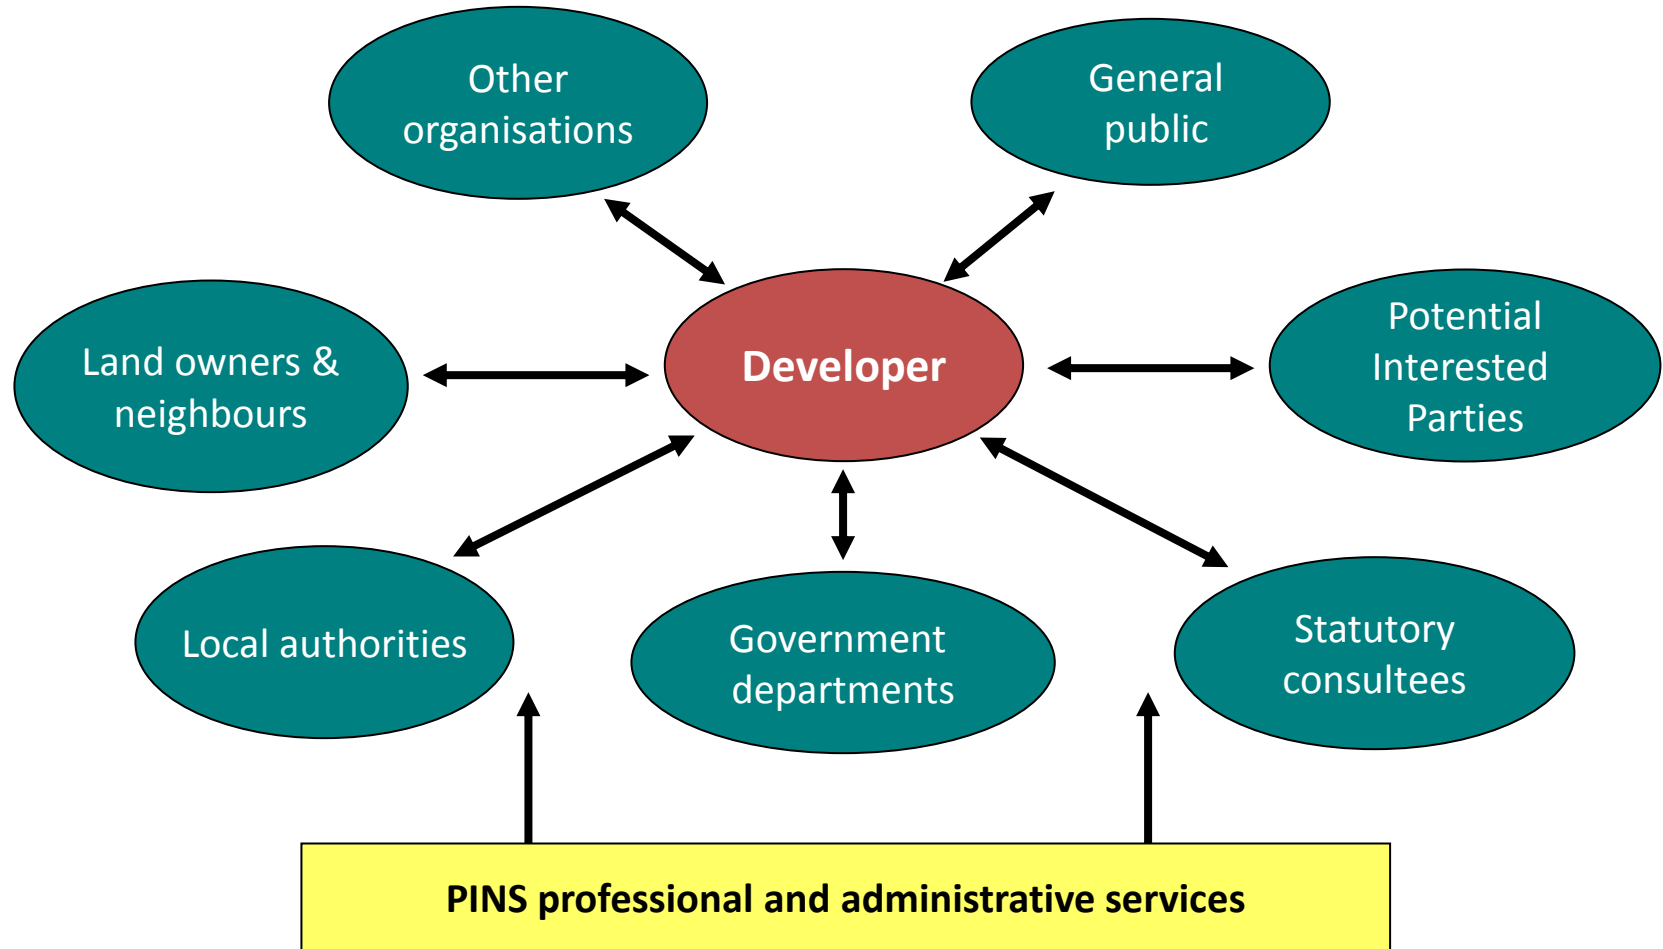 Other
organisations
General
public
Land owners &
neighbours
Developer
Potential
Interested
Parties
Local authorities
Government
departments
Statutory
consultees
PINS professional and administrative services